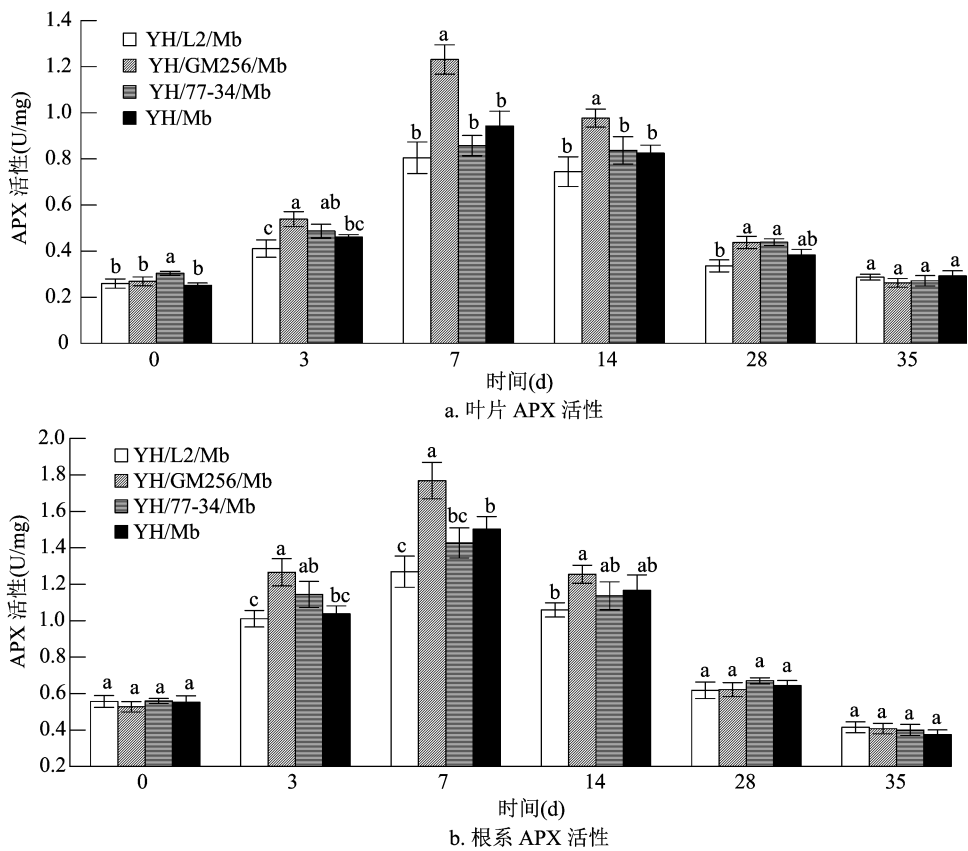 1.4
1.2
1.0
0.8
0.6
0.4
0.2
0
APX 活性(U/mg)
YH/L2/Mb
YH/GM256/Mb
YH/77-34/Mb
YH/Mb
b b a b
c a ab bc
b a b b
b a b b
b a a ab
a a a a
0 3 7 14 28 35
时间(d)
a. 叶片 APX 活性
2.0
1.8
1.6
1.4
1.2
1.0
0.8
0.6
0.4
0.2
APX 活性(U/mg)
YH/L2/Mb
YH/GM256/Mb
YH/77-34/Mb
YH/Mb
a a a a
c a ab bc
c a bc b
b a ab ab
a a a a
a a a a
0 3 7 14 28 35
时间(d)
b. 根系 APX 活性